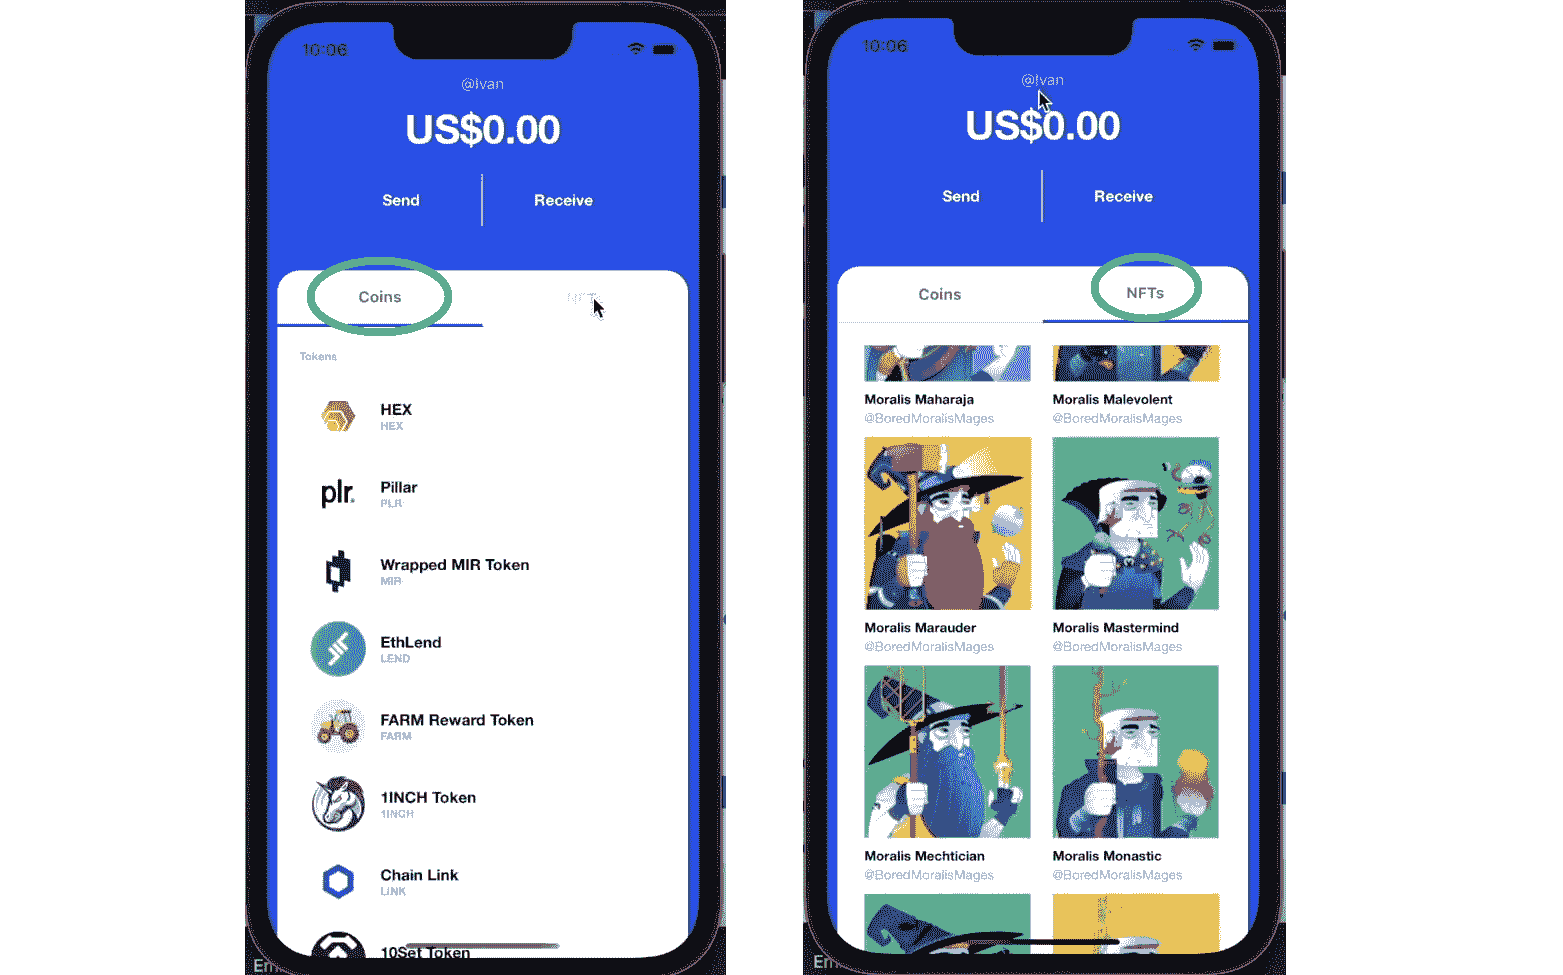 10:06
@Ivan
US$0.00
Send
Receive
Coins
NFTs
Tokens
HEX
HEX
plr.
Pillar
PLR
Wrapped MIR Token
MIR
EthLend
LEND
FARM Reward Token
FARM
1INCH Token
1INCH
Chain Link
LINK
10Set Token
10:06
@Ivan
US$0.00
Send
Receive
Coins
NFTs
Moralis Maharaja
@BoredMoralisMages
Moralis Malevolent
@BoredMoralisMages
Moralis Marauder
@BoredMoralisMages
Moralis Mastermind
@BoredMoralisMages
Moralis Mechtician
@BoredMoralisMages
Moralis Monastic
@BoredMoralisMages